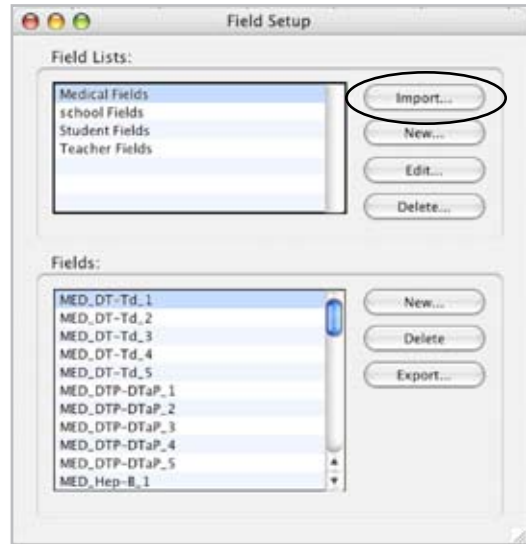 Field Setup
Field Lists:
Medical Fields
school Fields
Student Fields
Teacher Fields
Import...
New...
Edit...
Delete...
Fields:
MED_DT-Td_1
MED_DT-Td_2
MED_DT-Td_3
MED_DT-Td_4
MED_DT-Td_5
MED_DTP-DTaP_1
MED_DTP-DTaP_2
MED_DTP-DTaP_3
MED_DTP-DTaP_4
MED_DTP-DTaP_5
MED_Hep-B_1
New...
Delete
Export...